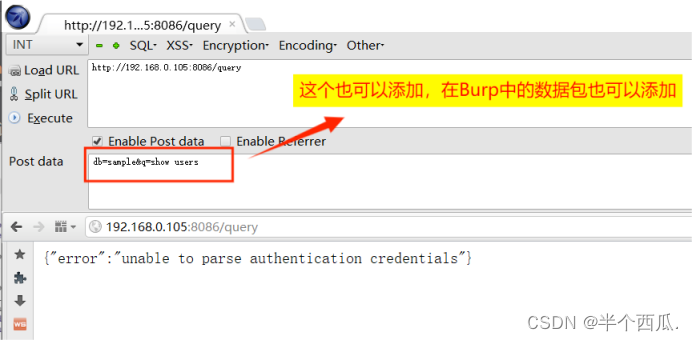 http://192.1...5:8086/query
INT
SQL- XSS- Encryption- Encoding- Other-
Load URL
http://192.168.0.105:8086/query
Split URL
Execute
这个也可以添加，在Burp中的数据包也可以添加
Enable Post data Enable Referrer
Post data
db=sample&q=show users
192.168.0.105:8086/query
{"error":"unable to parse authentication credentials"}
CSDN @半个西瓜.